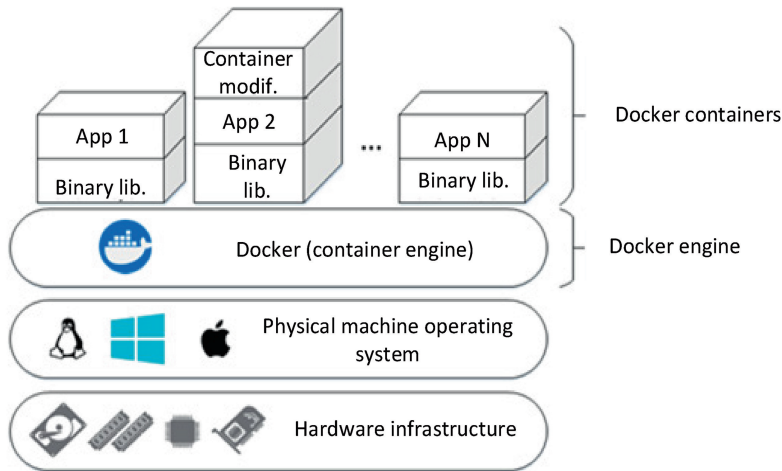 Container
modif.
App 1
App 2
App N
Binary lib.
Binary
lib.
...
Binary lib.
Docker containers
Docker (container engine)
Docker engine
Physical machine operating
system
Hardware infrastructure